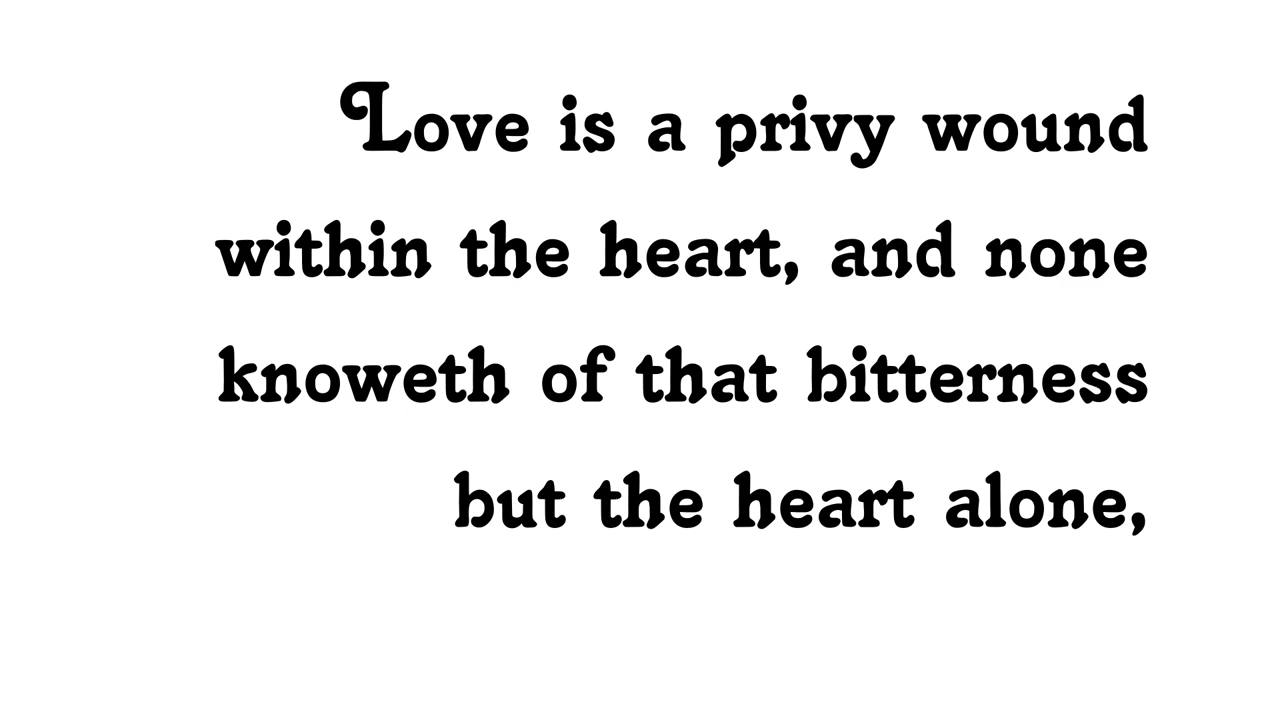 Love is a privy wound
within the heart, and none
knoweth of that bitterness
but the heart alone,